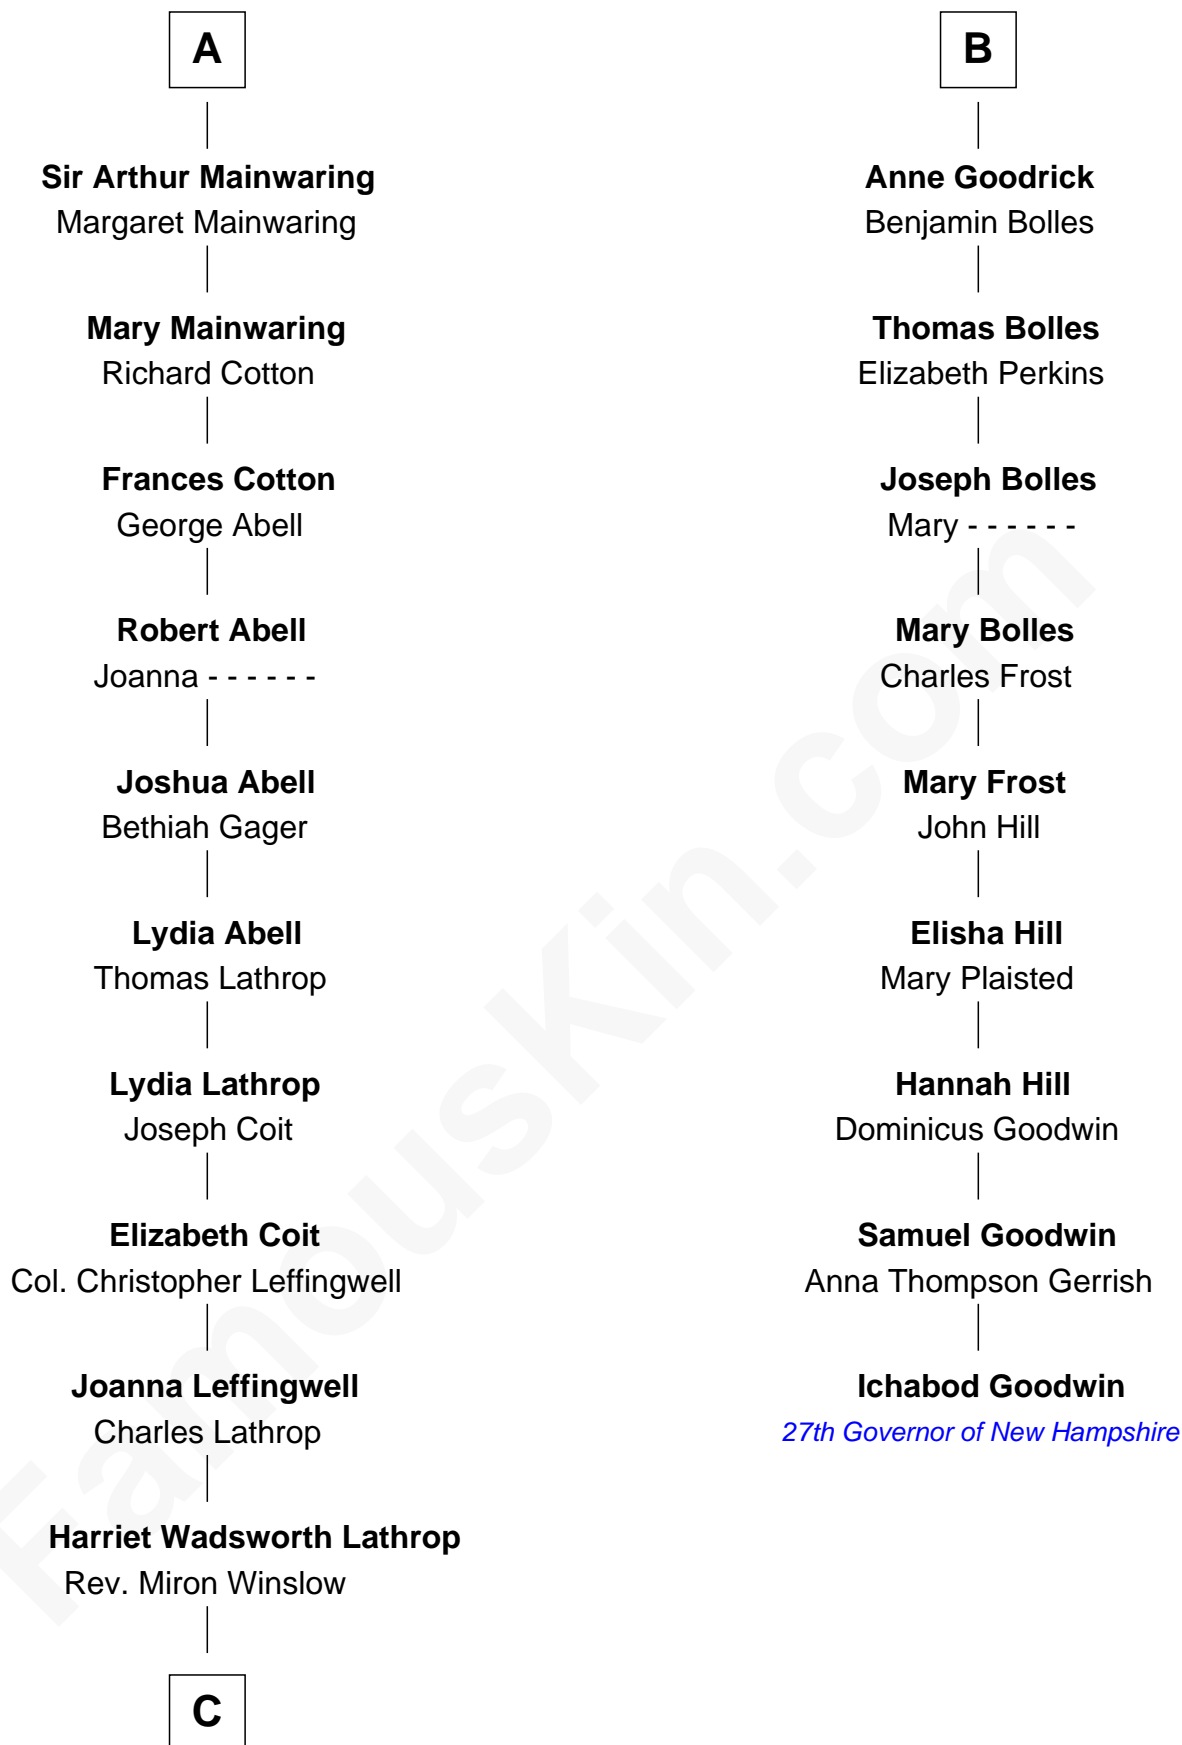 A
Sir Arthur Mainwaring
Margaret Mainwaring
Mary Mainwaring
Richard Cotton
Frances Cotton
George Abell
Robert Abell
Joanna - - - - - -
Joshua Abell
Bethiah Gager
Lydia Abell
Thomas Lathrop
Lydia Lathrop
Joseph Coit
Elizabeth Coit
Col. Christopher Leffingwell
Joanna Leffingwell
Charles Lathrop
Harriet Wadsworth Lathrop
Rev. Miron Winslow
C
B
Anne Goodrick
Benjamin Bolles
Thomas Bolles
Elizabeth Perkins
Joseph Bolles
Mary - - - - - -
Mary Bolles
Charles Frost
Mary Frost
John Hill
Elisha Hill
Mary Plaisted
Hannah Hill
Dominicus Goodwin
Samuel Goodwin
Anna Thompson Gerrish
Ichabod Goodwin
27th Governor of New Hampshire
FamousKin.com